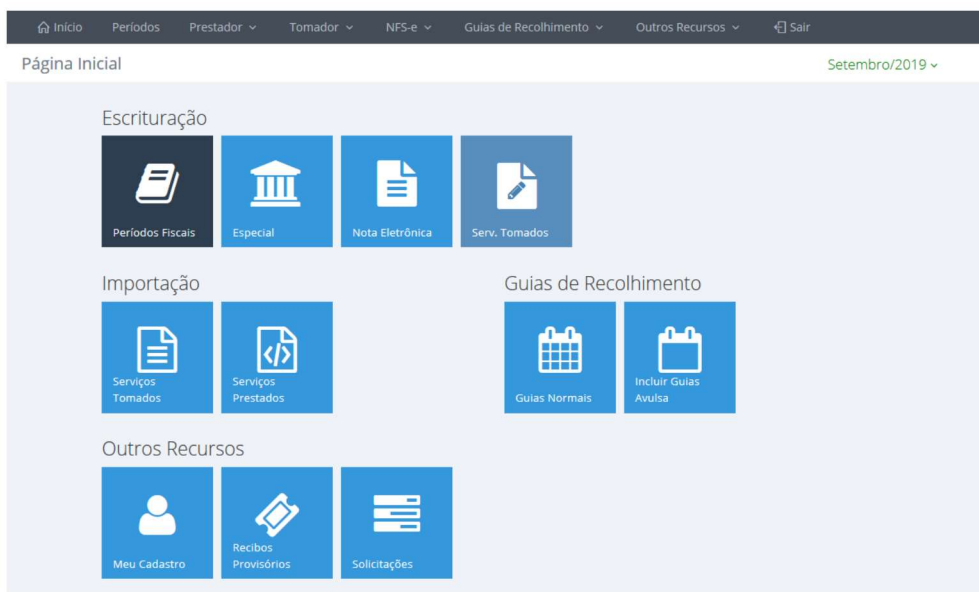 Início Períodos Prestador Tomador NFS-e Guias de Recolhimento Outros Recursos Sair
Página Inicial Setembro/2019
Escrituração
Períodos Fiscais Especial Nota Eletrônica Serv. Tomados
Importação Guias de Recolhimento
Serviços Tomados
Serviços Prestados
Guias Normais
Incluir Guias Avulsa
Outros Recursos
Meu Cadastro
Recibos Provisórios
Solicitações